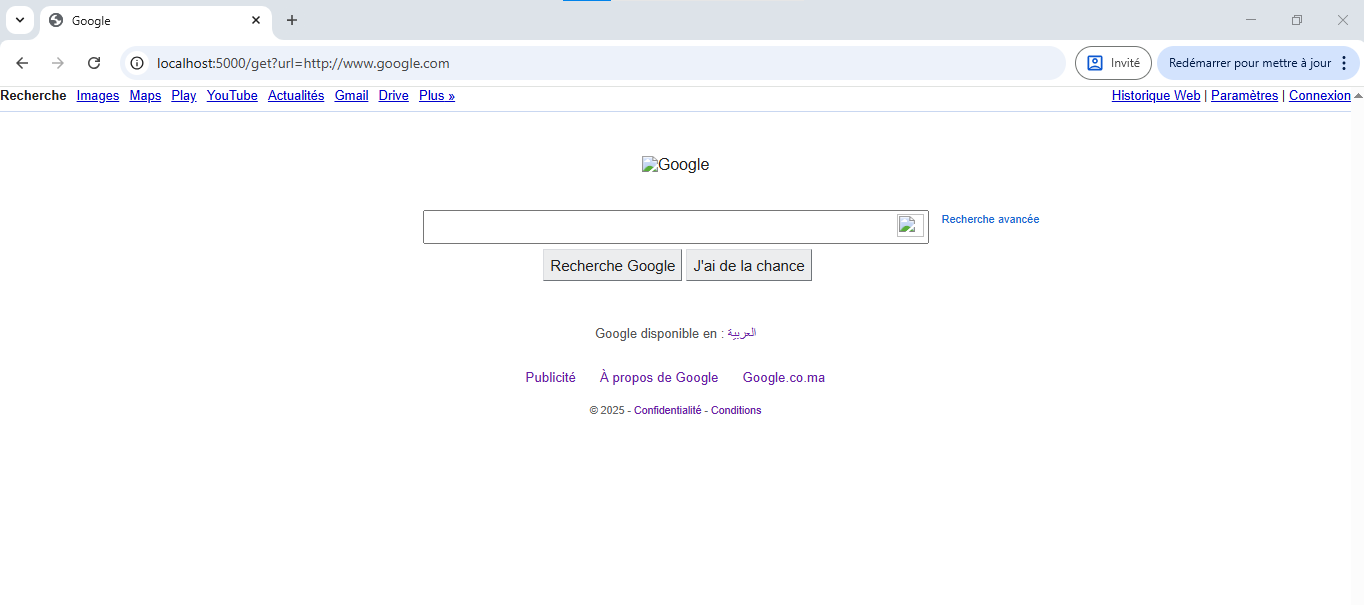 Google
localhost:5000/get?url=http://www.google.com
Invité
Redémarrer pour mettre à jour
Recherche Images Maps Play YouTube Actualités Gmail Drive Plus »
Historique Web | Paramètres | Connexion
Google
Recherche avancée
Recherche Google J'ai de la chance
Google disponible en : العربية
Publicité À propos de Google Google.co.ma
© 2025 - Confidentialité - Conditions